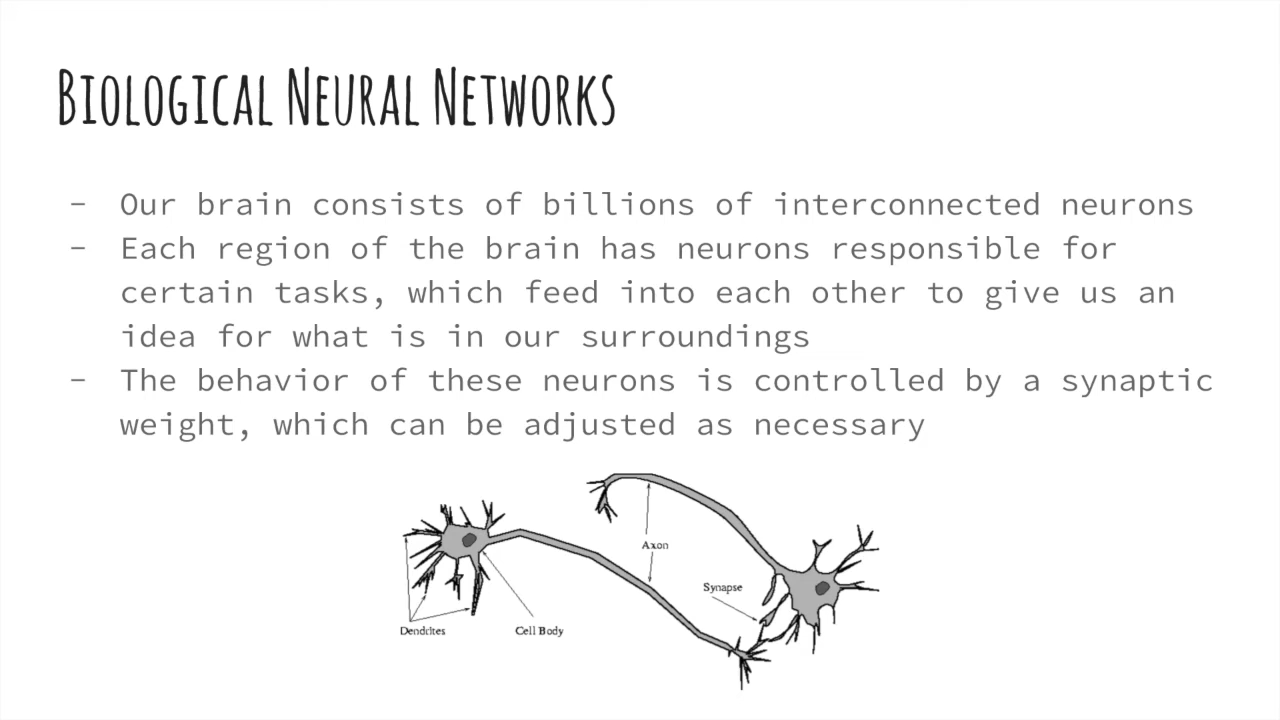 Biological Neural Networks
- Our brain consists of billions of interconnected neurons
- Each region of the brain has neurons responsible for
certain tasks, which feed into each other to give us an
idea for what is in our surroundings
- The behavior of these neurons is controlled by a synaptic
weight, which can be adjusted as necessary
Axon
Synapse
Dendrites
Cell Body